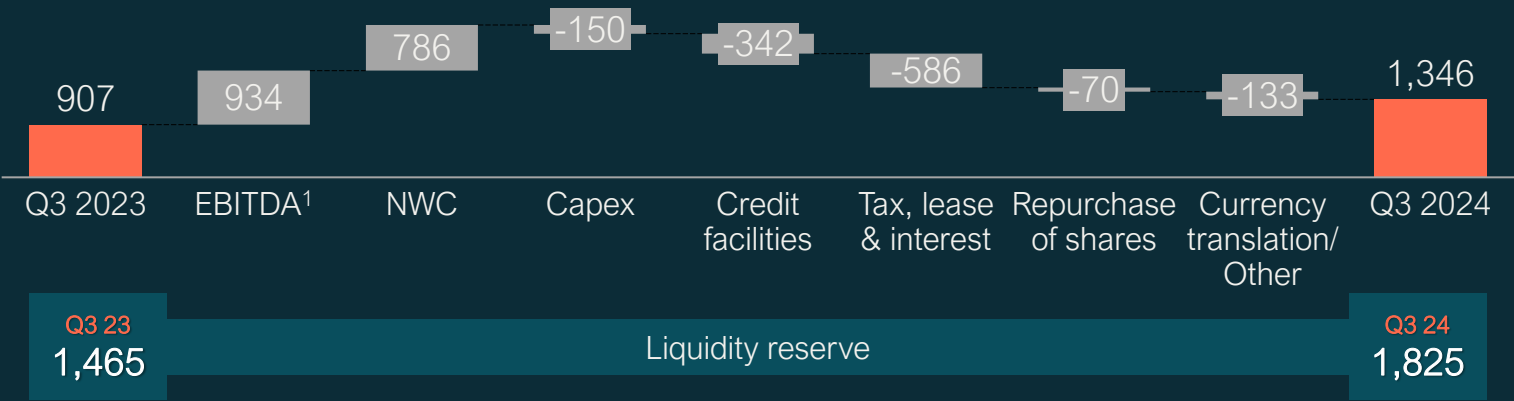 907
934
786
-150
-342
-586
-70
-133
1,346
Q3 2023
EBITDA¹
NWC
Capex
Credit
facilities
Tax, lease
& interest
Repurchase
of shares
Currency
translation/
Other
Q3 2024
Q3 23
1,465
Liquidity reserve
Q3 24
1,825